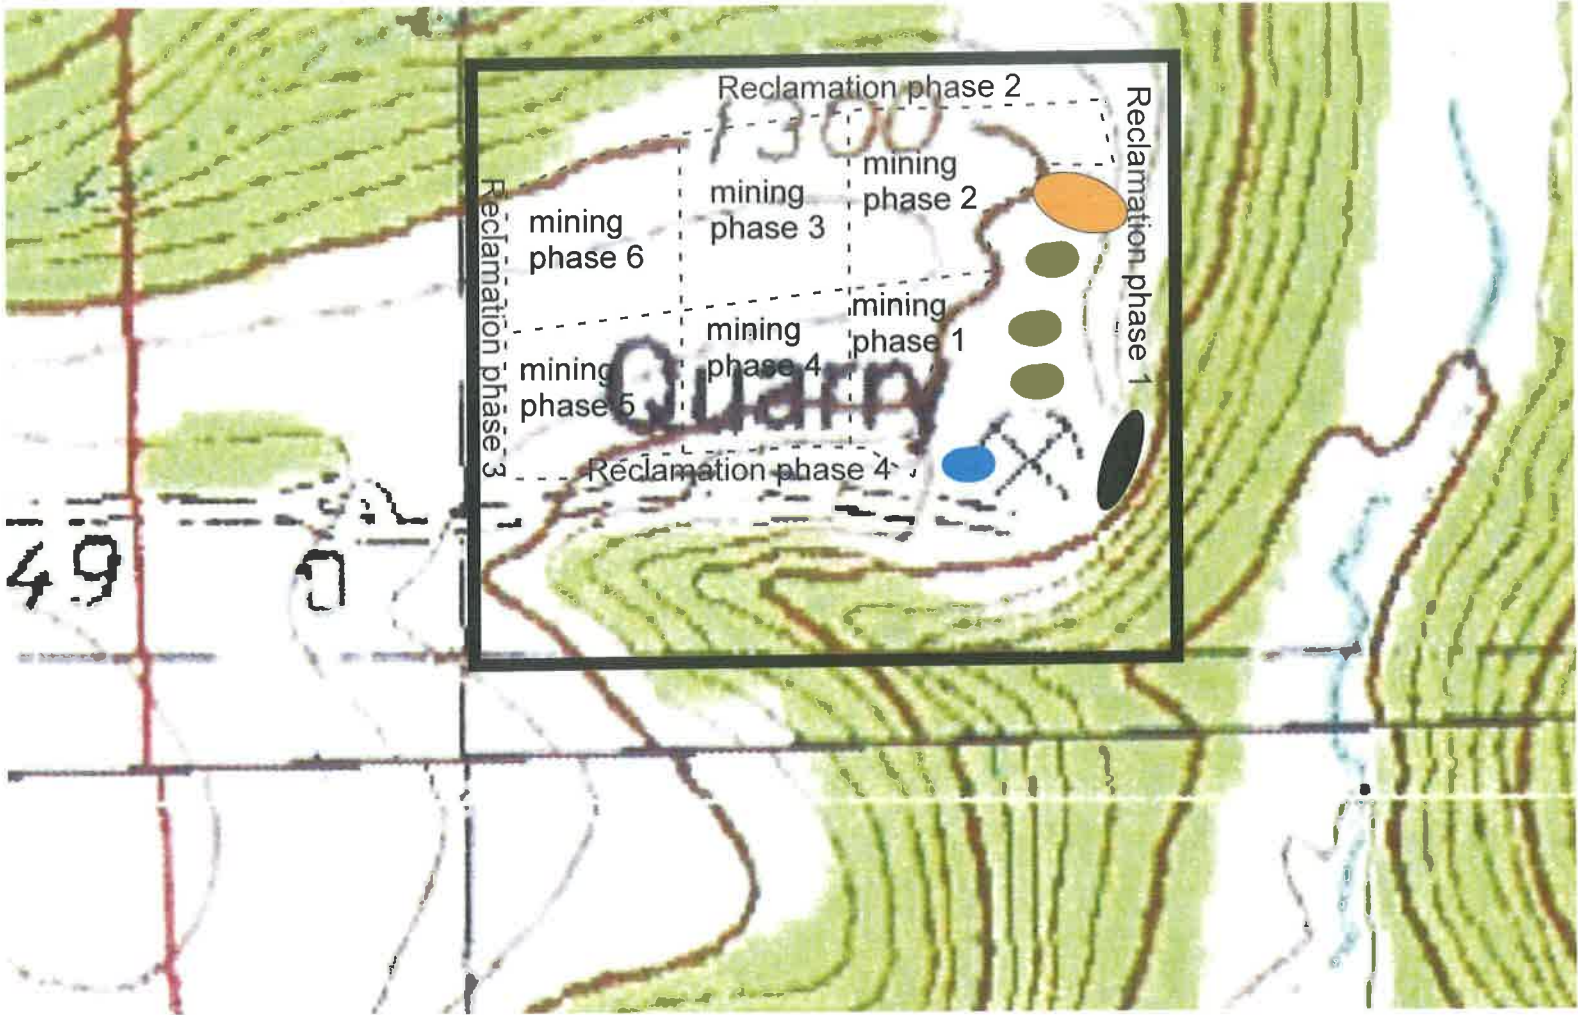 Reclamation phase 2
1300
Reclamation phase 1
mining
phase 2
mining
phase 3
mining
phase 6
Reclamation phase 3
mining
phase 1
mining
phase 4
mining
phase 5
Quarry
Reclamation phase 4
49